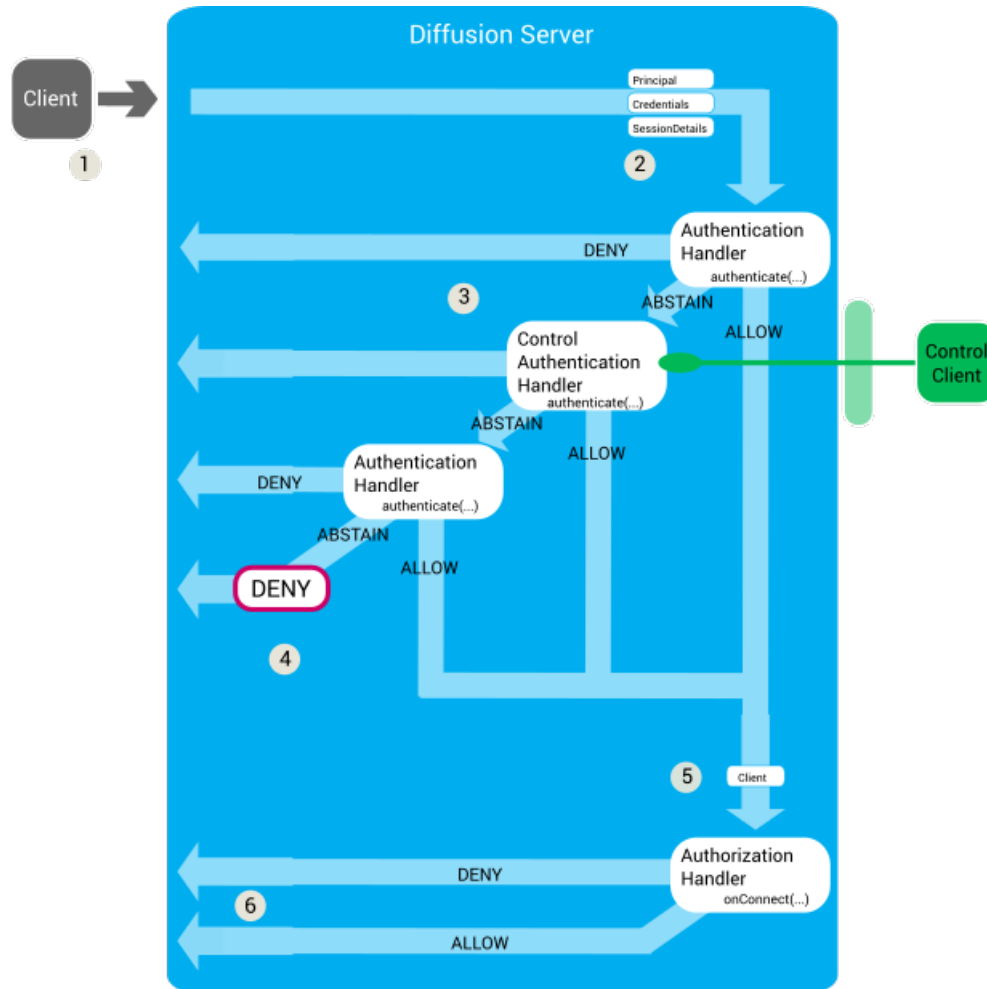 Diffusion Server
Client
1
Principal
Credentials
SessionDetails
2
Authentication
Handler
authenticate(...)
DENY
3
ABSTAIN
ALLOW
Control
Authentication
Handler
authenticate(...)
Control
Client
ABSTAIN
ALLOW
Authentication
Handler
authenticate(...)
DENY
ABSTAIN
ALLOW
DENY
4
5
Client
Authorization
Handler
onConnect(...)
DENY
6
ALLOW